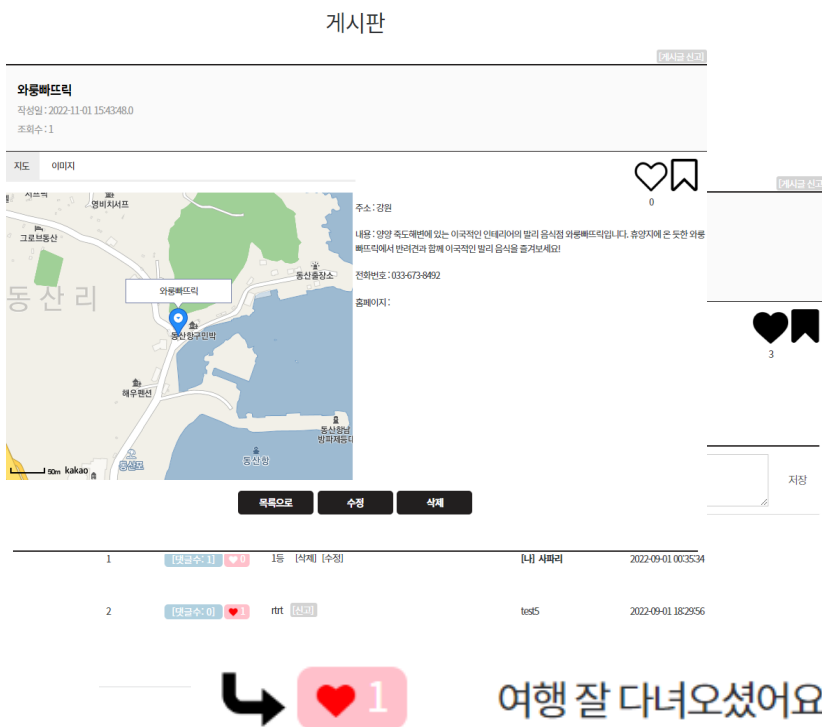 게시판
[게시글 신고]
와룽빠뜨릭
작성일 : 2022-11-01 15:43:48.0
조회수 : 1
지도 이미지
0
주소 : 강원
내용 : 양양 죽도해변에 있는 이국적인 인테리어의 발리 음식점 와룽빠뜨릭입니다. 휴양지에 온 듯한 와룽
빠뜨릭에서 반려견과 함께 이국적인 발리 음식을 즐겨보세요!
전화번호 : 033-673-8492
홈페이지 :
영비치서프
그로브동산
동산출장소
동산리
와룽빠뜨릭
동산항구민박
해우팬션
동산항남
방파제등대
동산포
동산항
50m kakao
[게시글 신고
3
저장
목록으로 수정 삭제
1 [댓글수: 1] 0 1등 [삭제] [수정] [나] 사파리 2022-09-01 00:35:34
2 [댓글수: 0] 1 rtrt [신고] test5 2022-09-01 18:29:56
1 여행 잘 다녀오셨어요